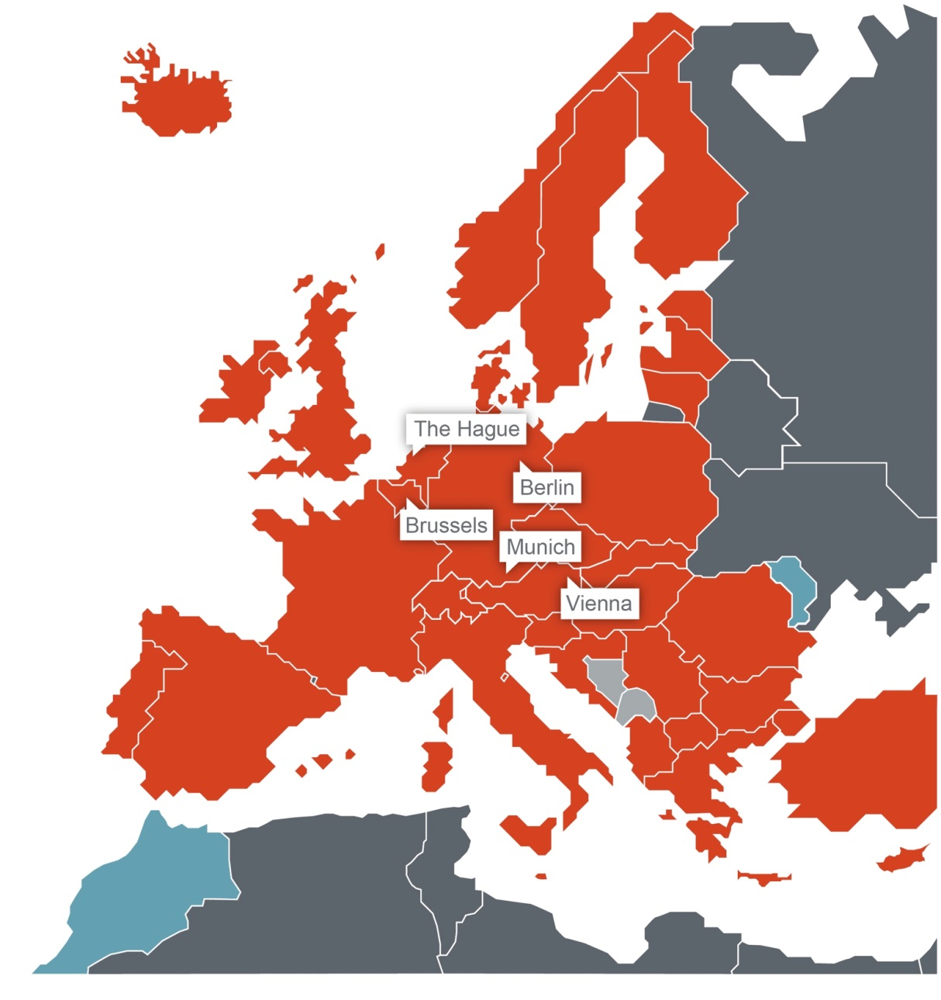 The Hague
Berlin
Brussels
Munich
Vienna